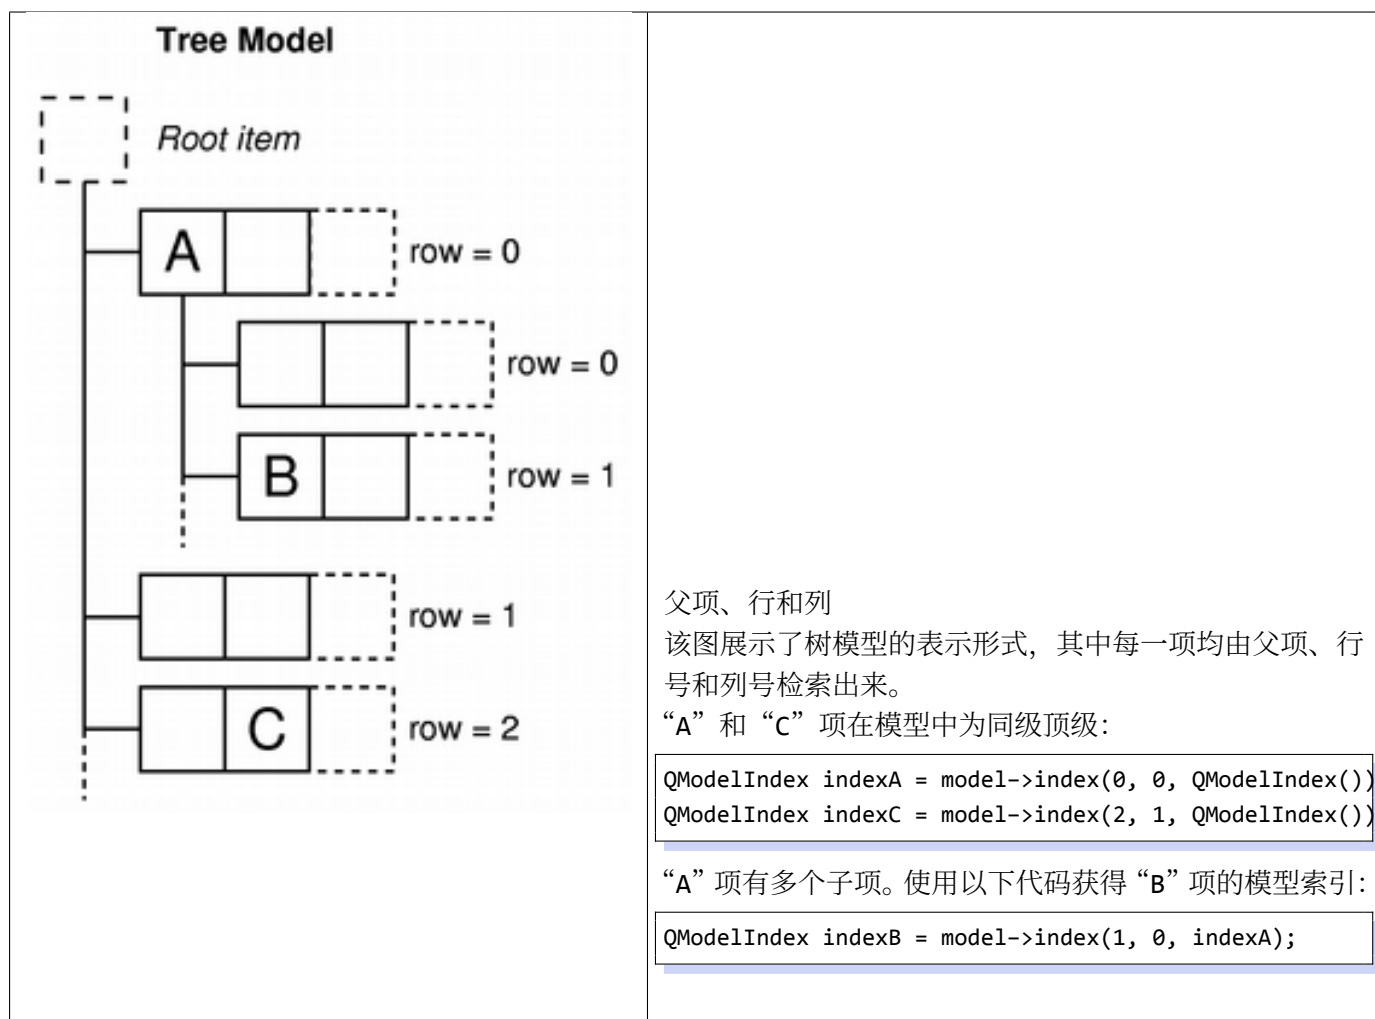 Tree Model
Root item
A
row = 0
row = 0
B
row = 1
row = 1
C
row = 2
父项、行和列
该图展示了树模型的表示形式，其中每一项均由父项、行
号和列号检索出来。
“A”和“C”项在模型中为同级顶级：
QModelIndex indexA = model->index(0, 0, QModelIndex())
QModelIndex indexC = model->index(2, 1, QModelIndex())
“A”项有多个子项。使用以下代码获得“B”项的模型索引：
QModelIndex indexB = model->index(1, 0, indexA);